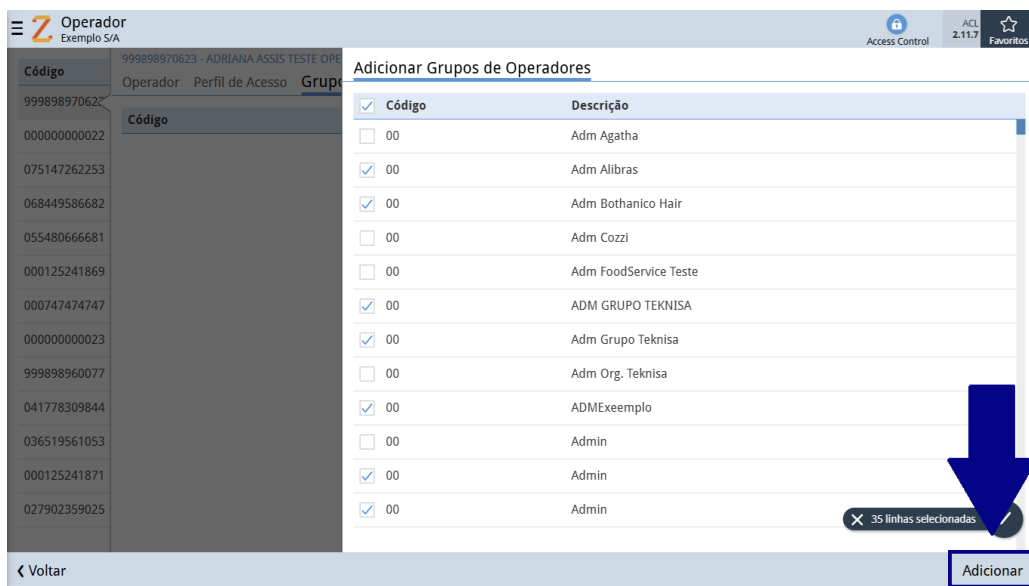 Operador
Exemplo S/A
Access Control
ACL
2.11.7
Favoritos
Código
999898970623
000000000022
075147262253
068449586682
055480666681
000125241869
000747474747
000000000023
999898960077
041778309844
036519561053
000125241871
027902359025
999898970623 - ADRIANA ASSIS TESTE OPE
Operador Perfil de Acesso Grupo
Código
Adicionar Grupos de Operadores
Código Descrição
00 Adm Agatha
00 Adm Alibras
00 Adm Bothanico Hair
00 Adm Cozzi
00 Adm FoodService Teste
00 ADM GRUPO TEKNISA
00 Adm Grupo Teknisa
00 Adm Org. Teknisa
00 ADMExeemplo
00 Admin
00 Admin
00 Admin
35 linhas selecionadas
Voltar
Adicionar